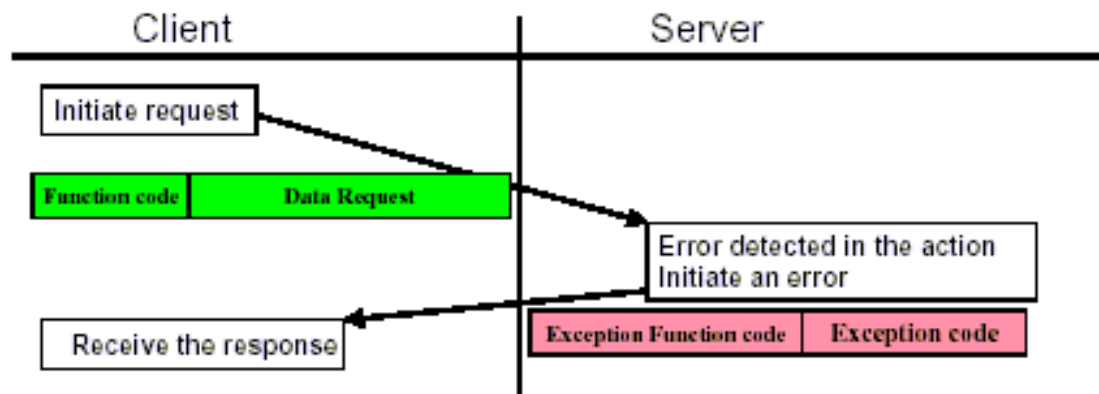 Client
Server
Initiate request
Function code
Data Request
Error detected in the action
Initiate an error
Exception Function code
Exception code
Receive the response